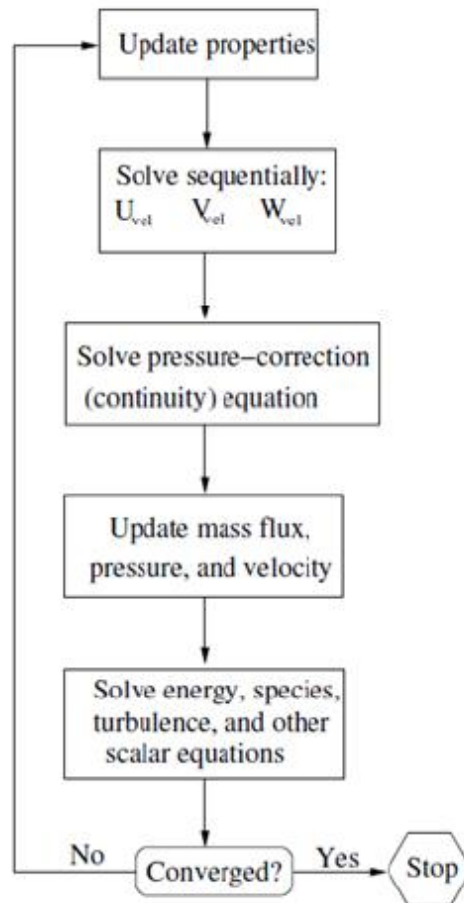 Update properties
Solve sequentially:
Uvel Vvel Wvel
Solve pressure−correction
(continuity) equation
Update mass flux,
pressure, and velocity
Solve energy, species,
turbulence, and other
scalar equations
No Converged? Yes Stop